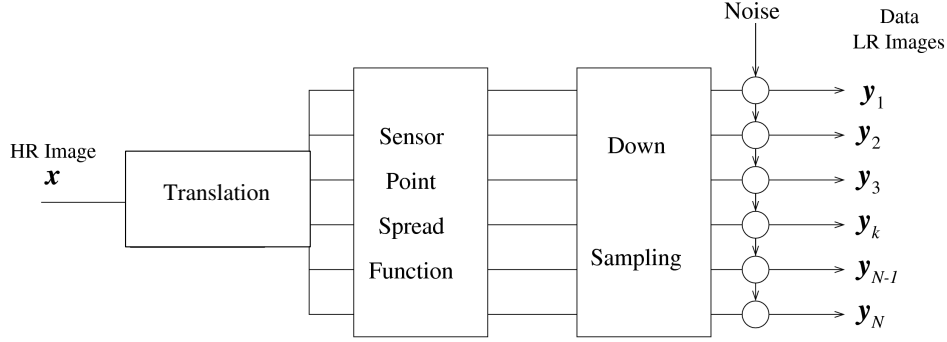 Noise
Data
LR Images
HR Image
x
Translation
Sensor
Point
Spread
Function
Down
Sampling
y1
y2
y3
yk
yN-1
yN